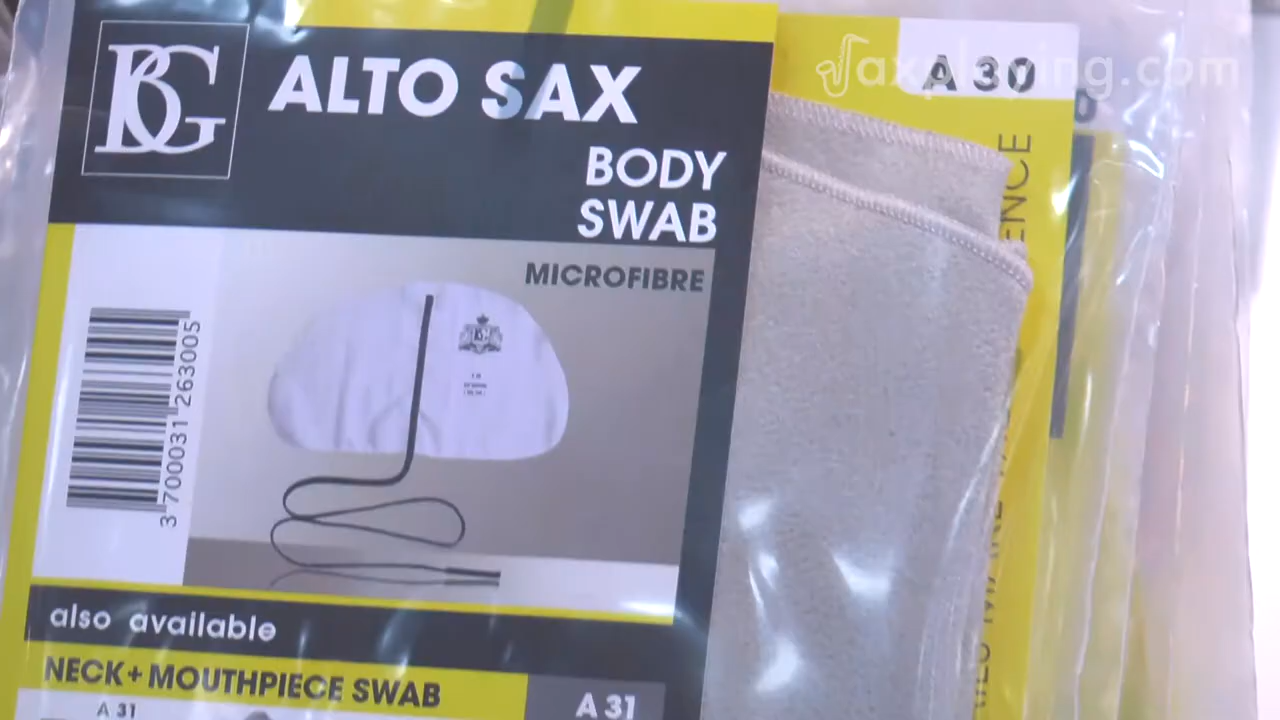 BG
ALTO SAX
BODY
SWAB
MICROFIBRE
3 700031 263005
also available
NECK+MOUTHPIECE SWAB
A 31
A 31
A 30
saxplaying.com
ENCE